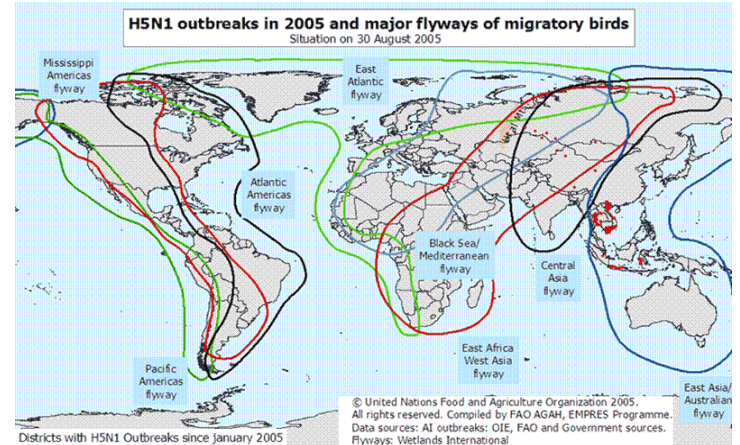 H5N1 outbreaks in 2005 and major flyways of migratory birds
Situation on 30 August 2005
Mississippi
Americas
flyway
East
Atlantic
flyway
Atlantic
Americas
flyway
Black Sea/
Mediterranean
flyway
Central
Asia
flyway
East Africa
West Asia
flyway
Pacific
Americas
flyway
East Asia/
Australian
flyway
Districts with H5N1 Outbreaks since January 2005
© United Nations Food and Agriculture Organization 2005.
All rights reserved. Compiled by FAO AGAH, EMPRES Programme.
Data sources: AI outbreaks: OIE, FAO and Government sources.
Flyways: Wetlands International